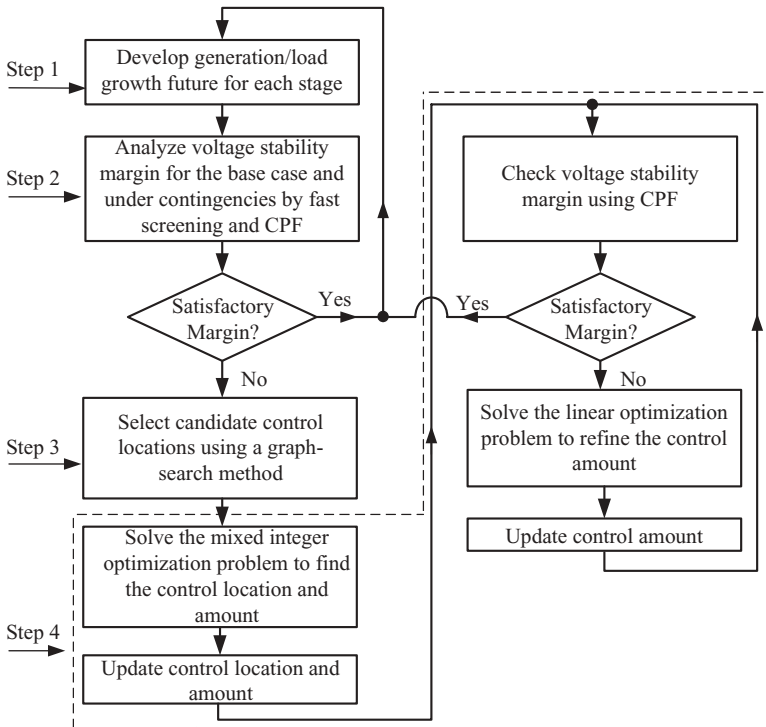 Step 1
Develop generation/load
growth future for each stage
Step 2
Analyze voltage stability
margin for the base case and
under contingencies by fast
screening and CPF
Satisfactory
Margin?
Yes
No
Step 3
Select candidate control
locations using a graph-
search method
Step 4
Solve the mixed integer
optimization problem to find
the control location and
amount
Update control location and
amount
Check voltage stability
margin using CPF
Satisfactory
Margin?
Yes
No
Solve the linear optimization
problem to refine the control
amount
Update control amount